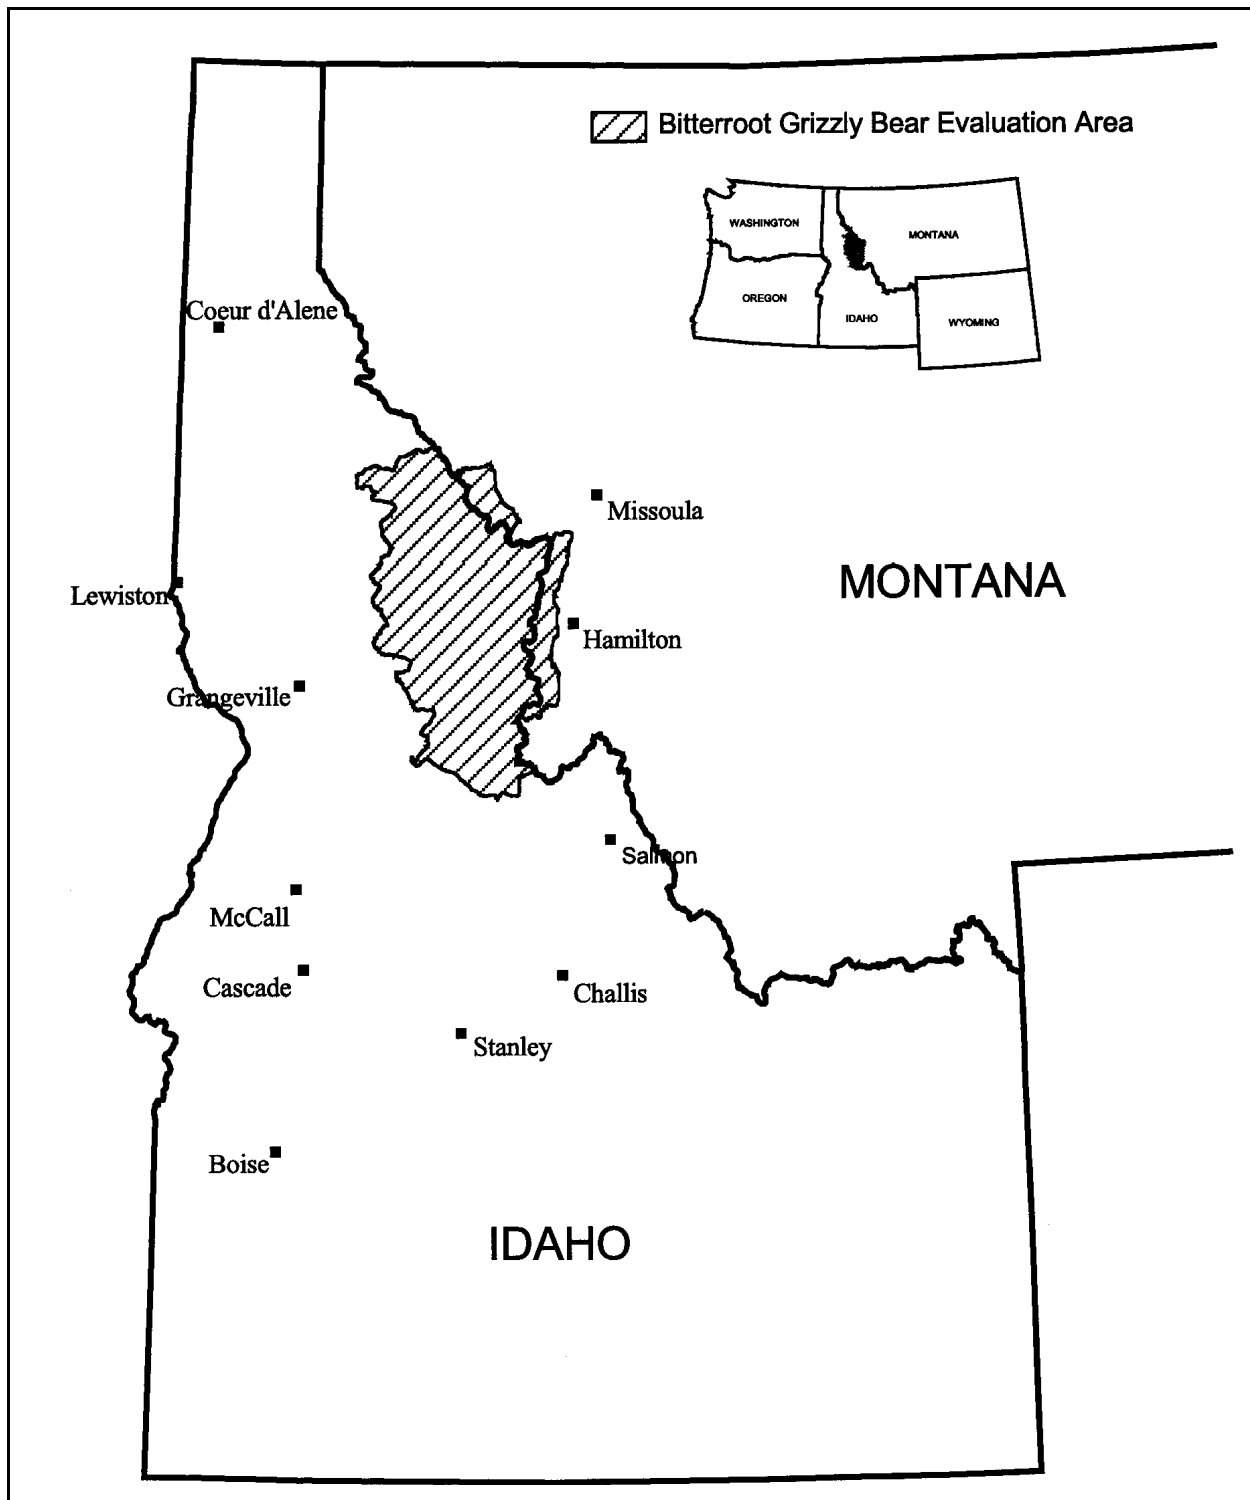 Bitterroot Grizzly Bear Evaluation Area
WASHINGTON
MONTANA
OREGON
IDAHO
WYOMING
Coeur d'Alene
Missoula
MONTANA
Lewiston
Hamilton
Grangeville
Salmon
McCall
Cascade
Challis
Stanley
Boise
IDAHO